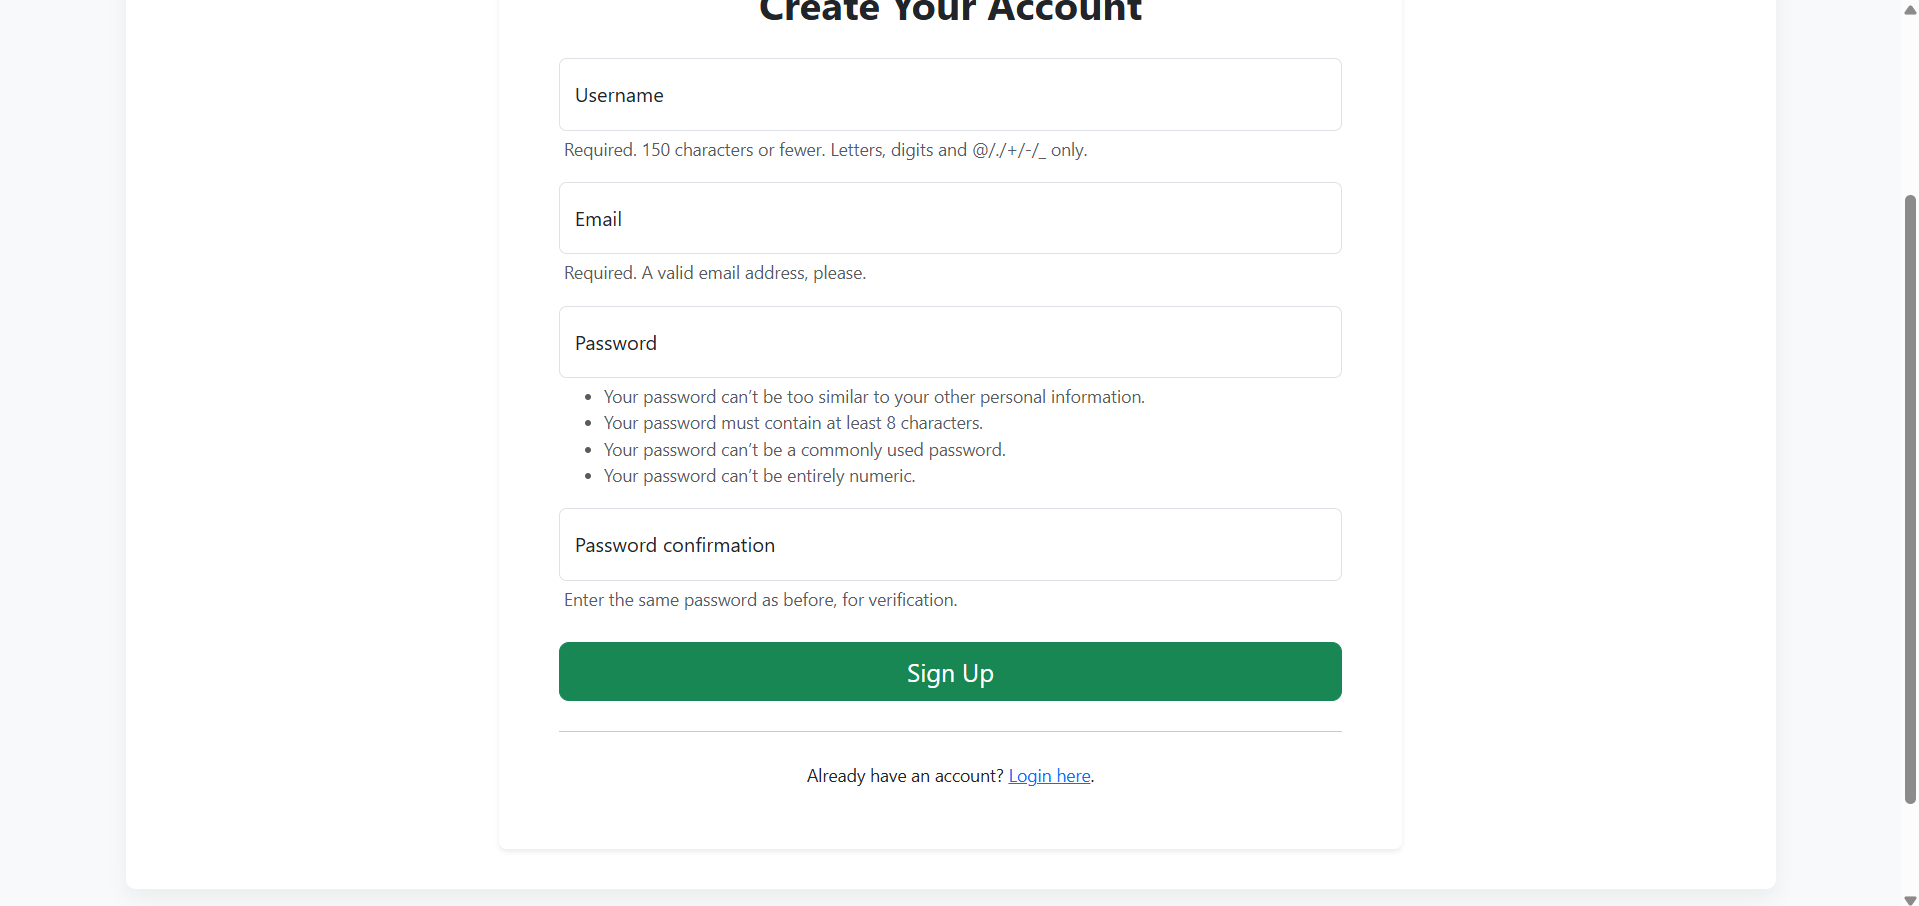 Create Your Account
Username
Required. 150 characters or fewer. Letters, digits and @/./+/-/_ only.
Email
Required. A valid email address, please.
Password
Your password can’t be too similar to your other personal information.
Your password must contain at least 8 characters.
Your password can’t be a commonly used password.
Your password can’t be entirely numeric.
Password confirmation
Enter the same password as before, for verification.
Sign Up
Already have an account? Login here.